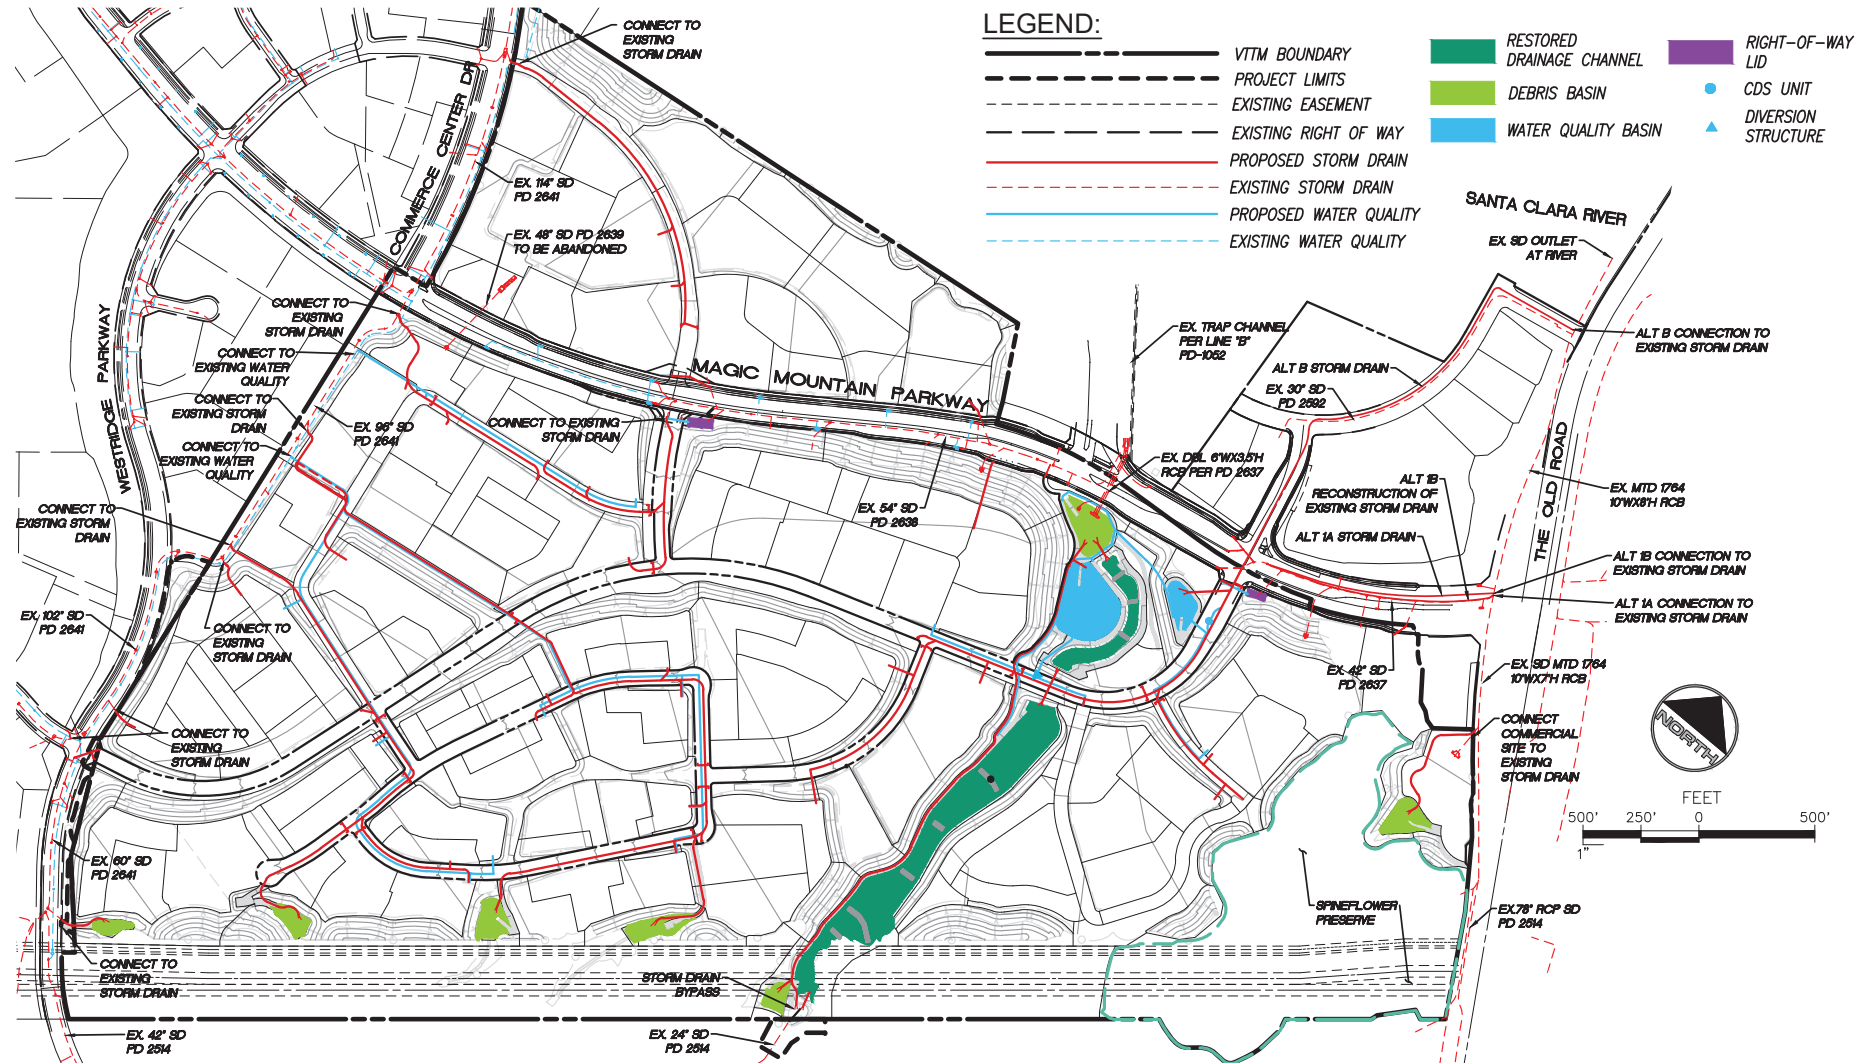 LEGEND:
VTTM BOUNDARY
PROJECT LIMITS
EXISTING EASEMENT
EXISTING RIGHT OF WAY
PROPOSED STORM DRAIN
EXISTING STORM DRAIN
PROPOSED WATER QUALITY
EXISTING WATER QUALITY
RESTORED
DRAINAGE CHANNEL
DEBRIS BASIN
WATER QUALITY BASIN
RIGHT-OF-WAY
LID
CDS UNIT
DIVERSION
STRUCTURE
CONNECT TO
EXISTING
STORM DRAIN
COMMERCE CENTER DR
EX. 114" SD
PD 2641
EX. 48" SD PD 2639
TO BE ABANDONED
SANTA CLARA RIVER
EX. SD OUTLET
AT RIVER
WESTRIDGE PARKWAY
CONNECT TO
EXISTING
STORM DRAIN
CONNECT TO
EXISTING WATER
QUALITY
CONNECT TO
EXISTING STORM
DRAIN
CONNECT TO
EXISTING WATER
QUALITY
EX. 96" SD
PD 2641
MAGIC MOUNTAIN PARKWAY
CONNECT TO EXISTING
STORM DRAIN
EX. TRAP CHANNEL
PER LINE "B"
PD-1052
ALT B CONNECTION TO
EXISTING STORM DRAIN
ALT B STORM DRAIN
EX. 30" SD
PD 2592
EX. DBL 6'WX3.5'H
RCB PER PD 2637
EX. 54" SD
PD 2638
ALT 1B
RECONSTRUCTION OF
EXISTING STORM DRAIN
ALT 1A STORM DRAIN
THE OLD ROAD
EX. MTD 1764
10'WX8'H RCB
ALT 1B CONNECTION TO
EXISTING STORM DRAIN
ALT 1A CONNECTION TO
EXISTING STORM DRAIN
CONNECT TO
EXISTING STORM
DRAIN
EX. 102" SD
PD 2641
CONNECT TO
EXISTING
STORM DRAIN
EX. 42" SD
PD 2637
EX. SD MTD 1764
10'WX7'H RCB
CONNECT TO
EXISTING
STORM DRAIN
CONNECT
COMMERCIAL
SITE TO
EXISTING
STORM DRAIN
NORTH
FEET
500' 250' 0 500'
1"
EX. 60" SD
PD 2641
SPINEFLOWER
PRESERVE
EX.78" RCP SD
PD 2514
CONNECT TO
EXISTING
STORM DRAIN
STORM DRAIN
BYPASS
EX. 42" SD
PD 2514
EX. 24" SD
PD 2514